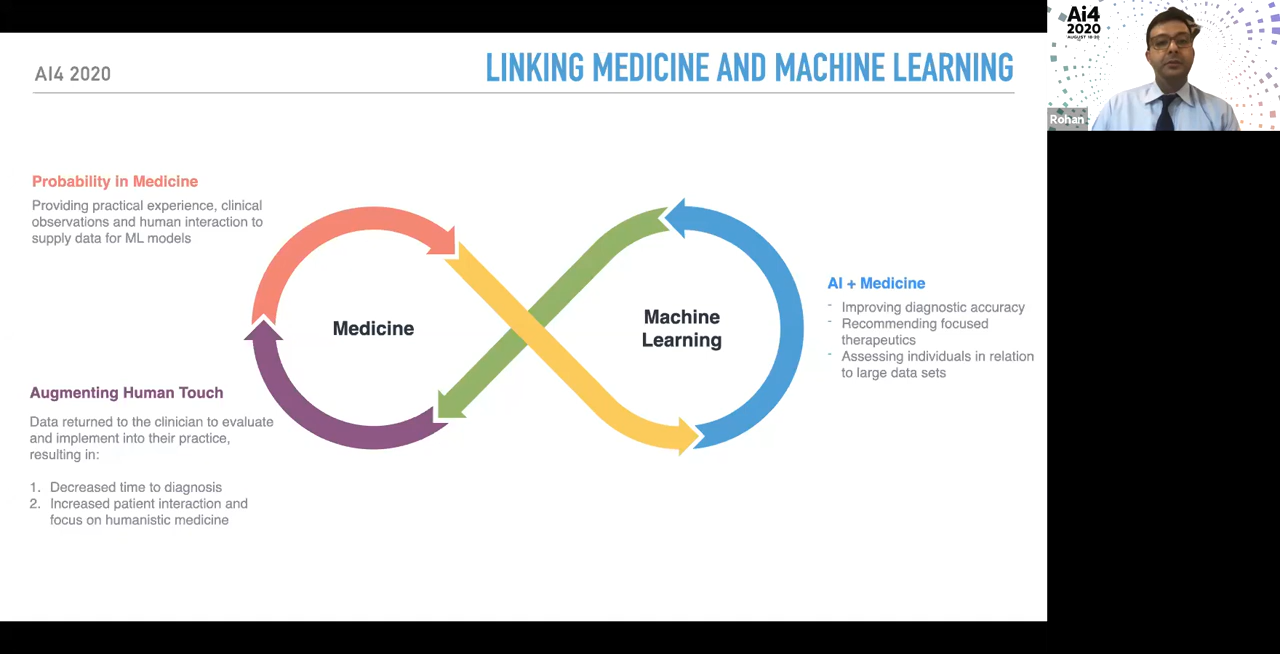 AI4 2020
LINKING MEDICINE AND MACHINE LEARNING
Probability in Medicine
Providing practical experience, clinical
observations and human interaction to
supply data for ML models
Medicine
Machine
Learning
AI + Medicine
- Improving diagnostic accuracy
- Recommending focused
therapeutics
- Assessing individuals in relation
to large data sets
Augmenting Human Touch
Data returned to the clinician to evaluate
and implement into their practice,
resulting in:
1. Decreased time to diagnosis
2. Increased patient interaction and
focus on humanistic medicine
Ai4
2020
AUGUST 18-20
Rohan